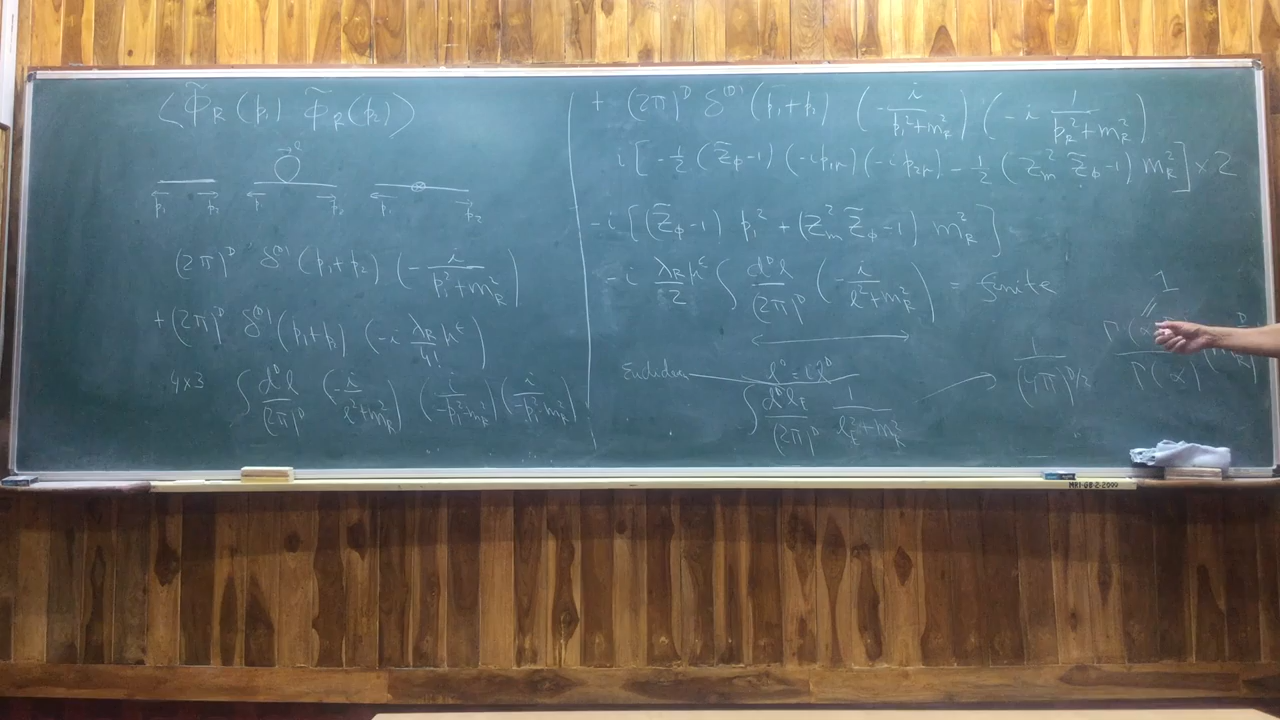 ⟨ Φ̃_R (p₁) Φ̃_R (p₂) ⟩
l
p₁ p₂ p₁ p₂ p₁ p₂
(2π)^D δ^(D) (p₁+p₂) (- i/(p₁²+m_R²))
+ (2π)^D δ^(D) (p₁+p₂) (-i λ_R/4! μ^ε)
4×3 ∫ d^D l/(2π)^D (- i/(l²+m_R²)) (- i/(p₁²+m_R²)) (- i/(p₁²+m_R²))
+ (2π)^D δ^(D) (p₁+p₂) (- i/(p₁²+m_R²)) (- i 1/(p_R²+m_R²))
i [ - 1/2 (Z̃_Φ-1) (-i p₁μ) (-i p₂μ) - 1/2 (Z_m² Z̃_Φ-1) m_R² ] × 2
- i [ (Z̃_Φ-1) p₁² + (Z_m² Z̃_Φ-1) m_R² ]
- i λ_R μ^ε/2 ∫ d^D l/(2π)^D (- i/(l²+m_R²)) = finite
Euclidean l⁰ = i l^D
∫ d^D l_E/(2π)^D 1/(l_E²+m_R²)
1/(4π)^{D/2}
1
Γ(α
Γ(α)